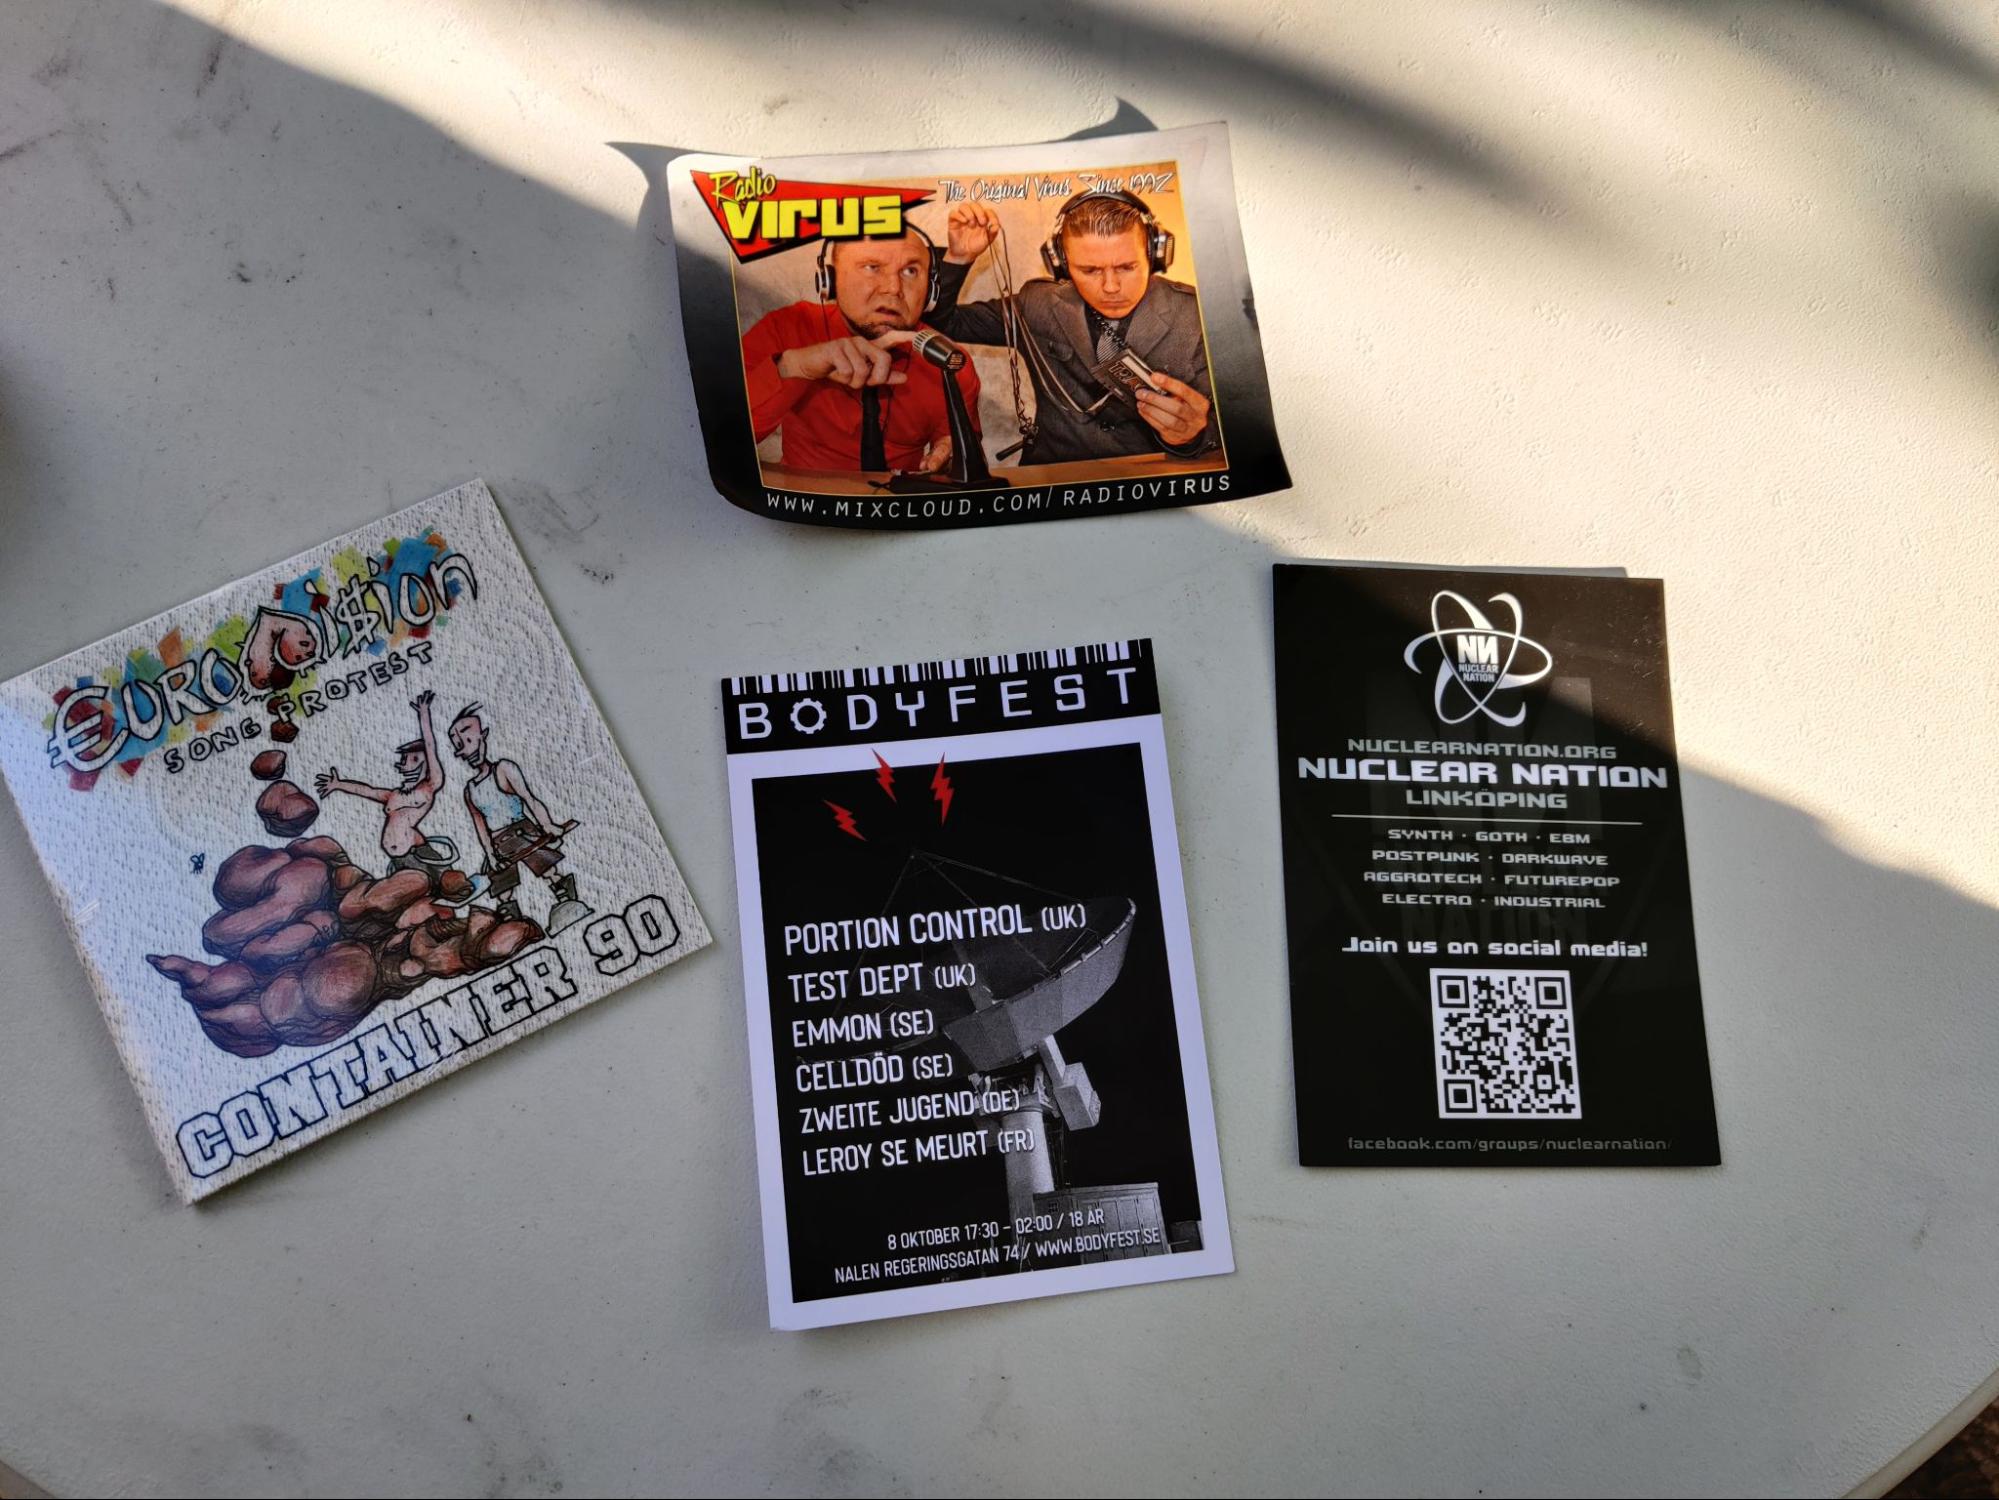 Radio
VIRUS
The Original Virus Since 1992
WWW.MIXCLOUD.COM/RADIOVIRUS
€UROVI$ion
SONG PROTEST
CONTAINER 90
BODYFEST
PORTION CONTROL (UK)
TEST DEPT (UK)
EMMON (SE)
CELLDÖD (SE)
ZWEITE JUGEND (DE)
LEROY SE MEURT (FR)
8 OKTOBER 17:30 – 02:00 / 18 ÅR
NALEN REGERINGSGATAN 74 / WWW.BODYFEST.SE
NN
NUCLEAR
NATION
NUCLEARNATION.ORG
NUCLEAR NATION
LINKÖPING
SYNTH · GOTH · EBM
POSTPUNK · DARKWAVE
AGGROTECH · FUTUREPOP
ELECTRO · INDUSTRIAL
Join us on social media!
facebook.com/groups/nuclearnation/